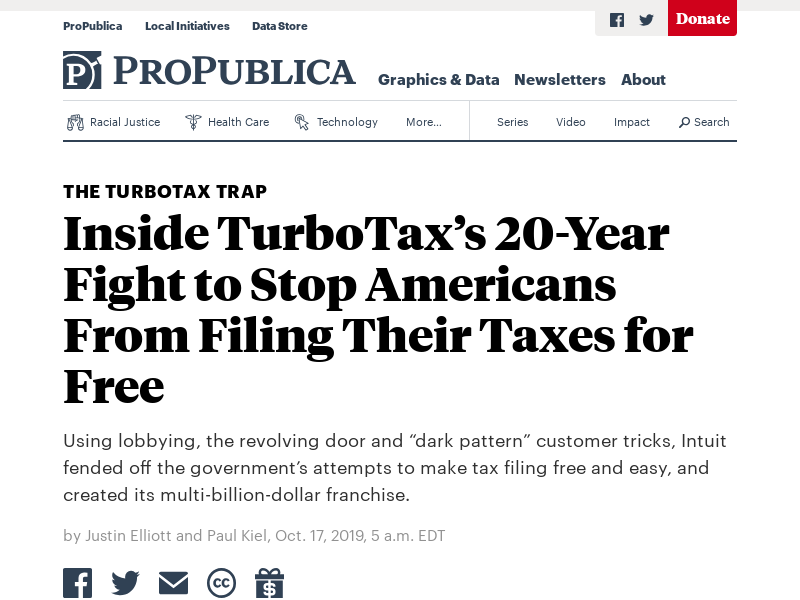 ProPublica Local Initiatives Data Store
Donate
P PROPUBLICA Graphics & Data Newsletters About
Racial Justice Health Care Technology More... Series Video Impact Search
THE TURBOTAX TRAP
Inside TurboTax’s 20-Year
Fight to Stop Americans
From Filing Their Taxes for
Free
Using lobbying, the revolving door and “dark pattern” customer tricks, Intuit
fended off the government’s attempts to make tax filing free and easy, and
created its multi-billion-dollar franchise.
by Justin Elliott and Paul Kiel, Oct. 17, 2019, 5 a.m. EDT
cc $